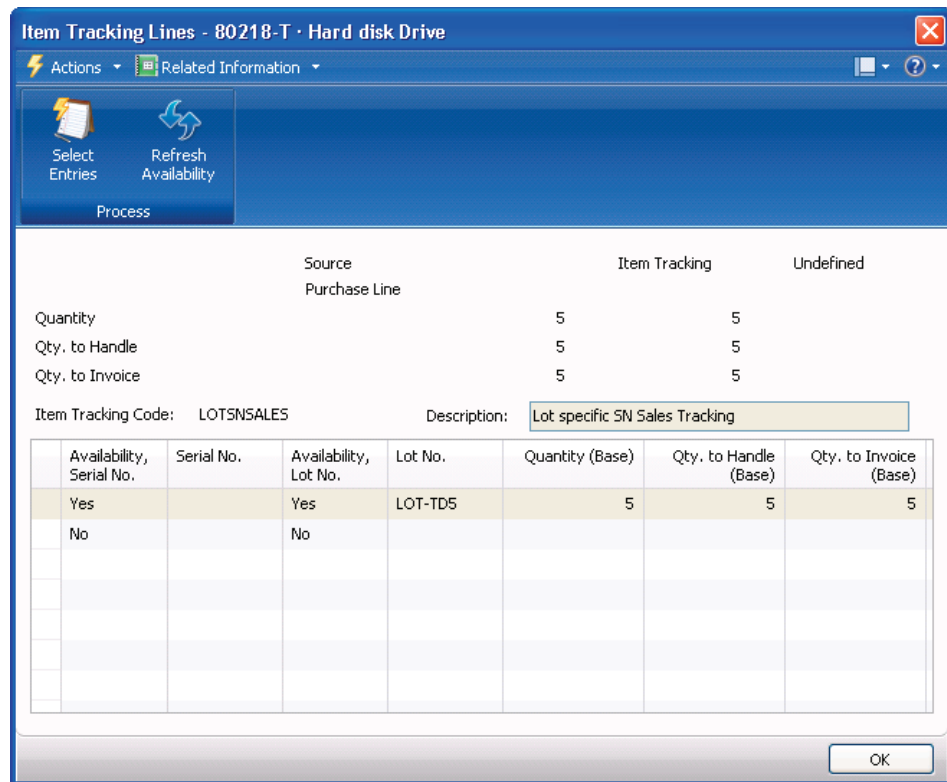 Item Tracking Lines - 80218-T · Hard disk Drive
Actions Related Information
Select Entries
Refresh Availability
Process
Source Item Tracking Undefined
Purchase Line
Quantity 5 5
Qty. to Handle 5 5
Qty. to Invoice 5 5
Item Tracking Code: LOTSNSALES Description: Lot specific SN Sales Tracking
Availability, Serial No. Serial No. Availability, Lot No. Lot No. Quantity (Base) Qty. to Handle (Base) Qty. to Invoice (Base)
Yes Yes LOT-TD5 5 5 5
No No
OK